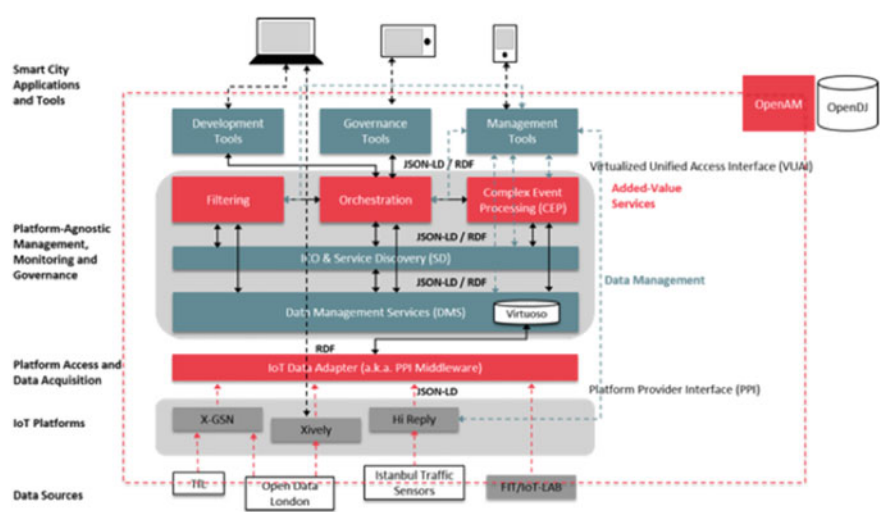 Smart City
Applications
and Tools
OpenAM
OpenDJ
Development
Tools
Governance
Tools
Management
Tools
JSON-LD / RDF
Virtualized Unified Access Interface (VUAI)
Filtering
Orchestration
Complex Event
Processing (CEP)
Added-Value
Services
Platform-Agnostic
Management,
Monitoring and
Governance
JSON-LD / RDF
ICO & Service Discovery (SD)
JSON-LD / RDF
Data Management
Data Management Services (DMS)
Virtuoso
RDF
Platform Access and
Data Acquisition
IoT Data Adapter (a.k.a. PPI Middleware)
JSON-LD
Platform Provider Interface (PPI)
IoT Platforms
X-GSN
Xively
Hi Reply
Data Sources
TfL
Open Data
London
Istanbul Traffic
Sensors
FIT/IoT-LAB